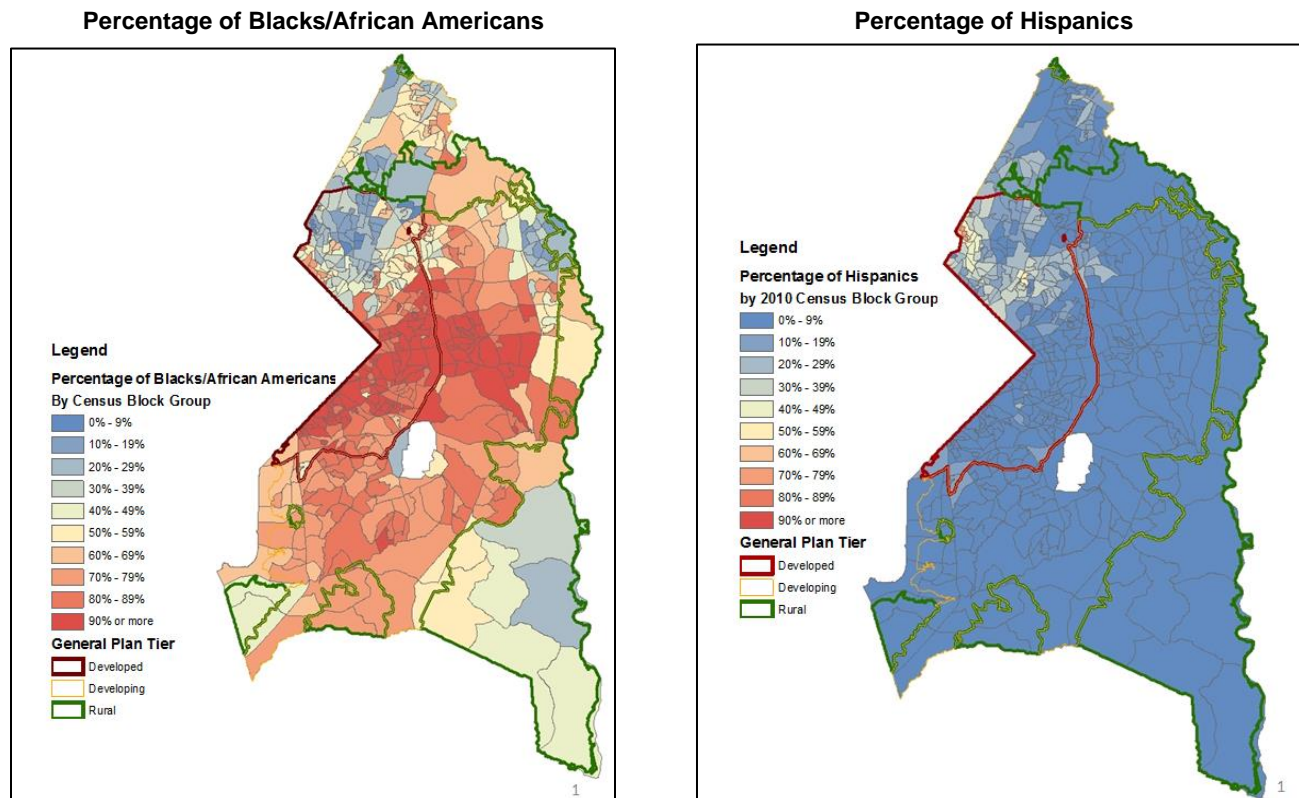 Percentage of Blacks/African Americans
Legend
Percentage of Blacks/African Americans
By Census Block Group
0% - 9%
10% - 19%
20% - 29%
30% - 39%
40% - 49%
50% - 59%
60% - 69%
70% - 79%
80% - 89%
90% or more
General Plan Tier
Developed
Developing
Rural
1
Percentage of Hispanics
Legend
Percentage of Hispanics
by 2010 Census Block Group
0% - 9%
10% - 19%
20% - 29%
30% - 39%
40% - 49%
50% - 59%
60% - 69%
70% - 79%
80% - 89%
90% or more
General Plan Tier
Developed
Developing
Rural
1